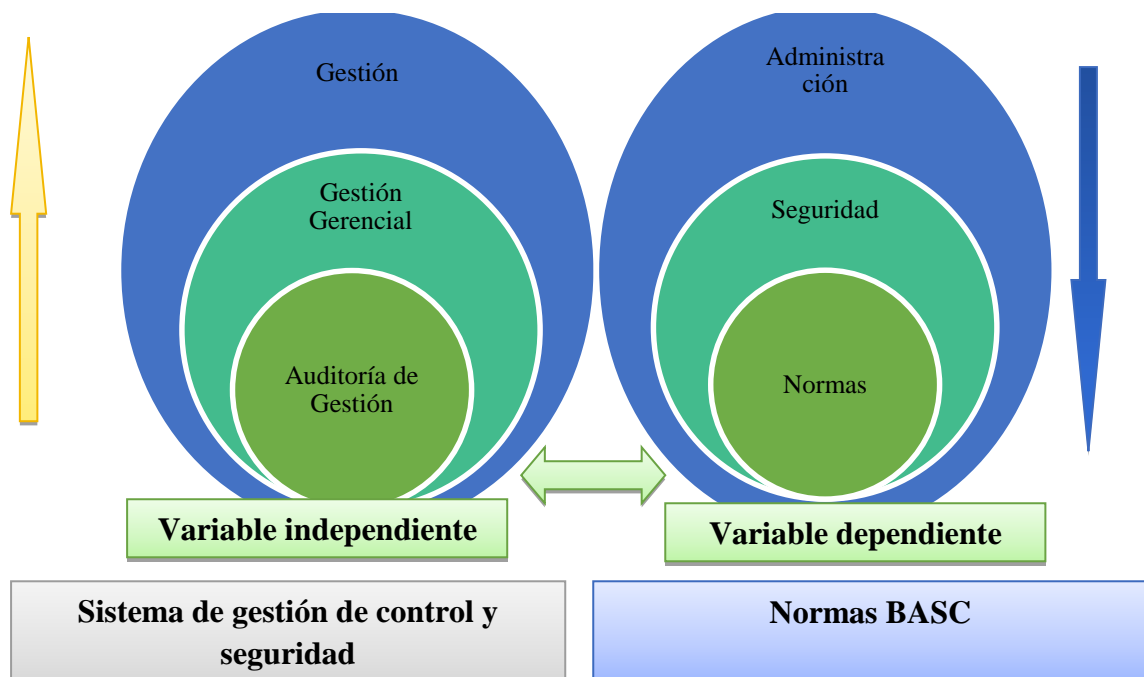 Gestión
Gestión
Gerencial
Auditoría de
Gestión
Administra
ción
Seguridad
Normas
Variable independiente
Variable dependiente
Sistema de gestión de control y
seguridad
Normas BASC